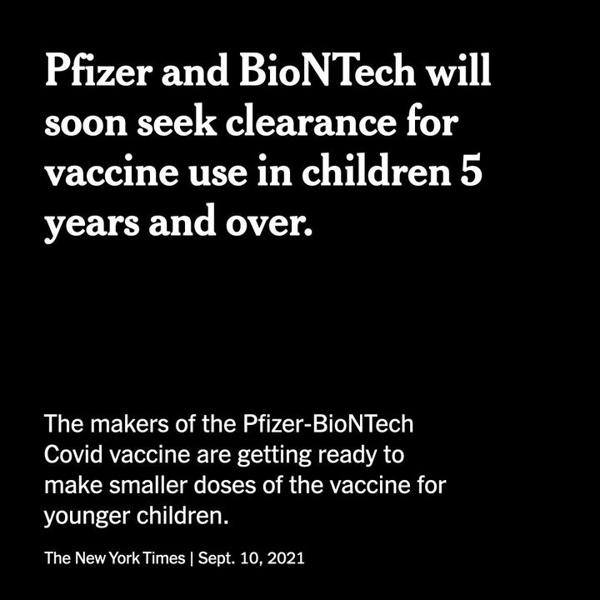 Pfizer and BioNTech will
soon seek clearance for
vaccine use in children 5
years and over.
The makers of the Pfizer-BioNTech
Covid vaccine are getting ready to
make smaller doses of the vaccine for
younger children.
The New York Times | Sept. 10, 2021